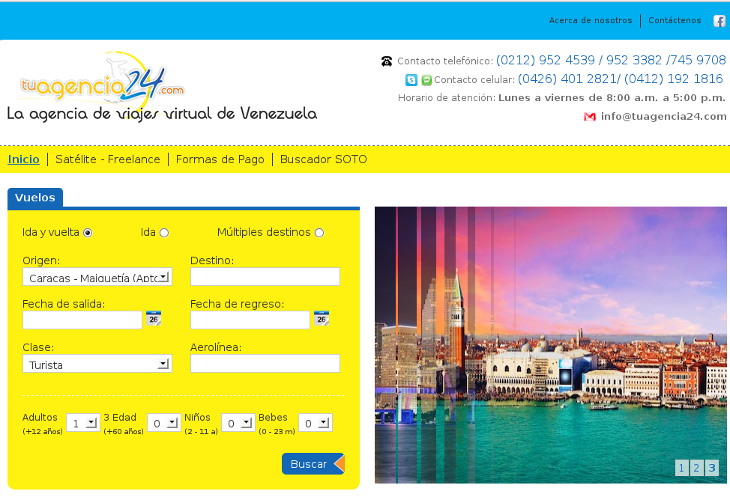 Acerca de nosotros
Contáctenos
tuagencia24.com
La agencia de viajes virtual de Venezuela
Contacto telefónico: (0212) 952 4539 / 952 3382 /745 9708
Contacto celular: (0426) 401 2821/ (0412) 192 1816
Horario de atención: Lunes a viernes de 8:00 a.m. a 5:00 p.m.
info@tuagencia24.com
Inicio
Satélite - Freelance
Formas de Pago
Buscador SOTO
Vuelos
Ida y vuelta
Ida
Múltiples destinos
Origen:
Destino:
Caracas - Maiquetía (Apto
Fecha de salida:
Fecha de regreso:
26
26
Clase:
Aerolínea:
Turista
Adultos
(+12 años)
1
3 Edad
(+60 años)
0
Niños
(2 - 11 a)
0
Bebes
(0 - 23 m)
0
Buscar
1 2 3